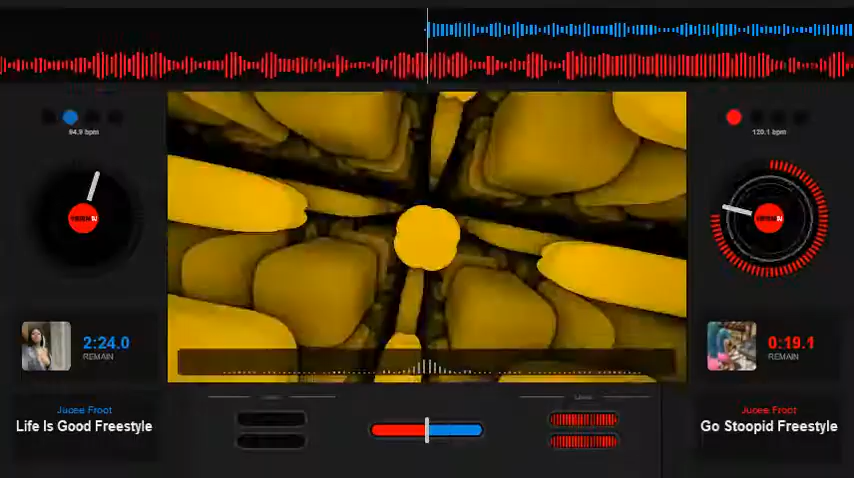 84.9 bpm
120.1 bpm
2:24.0
REMAIN
0:19.1
REMAIN
Jucee Froot
Life Is Good Freestyle
Jucee Froot
Go Stoopid Freestyle